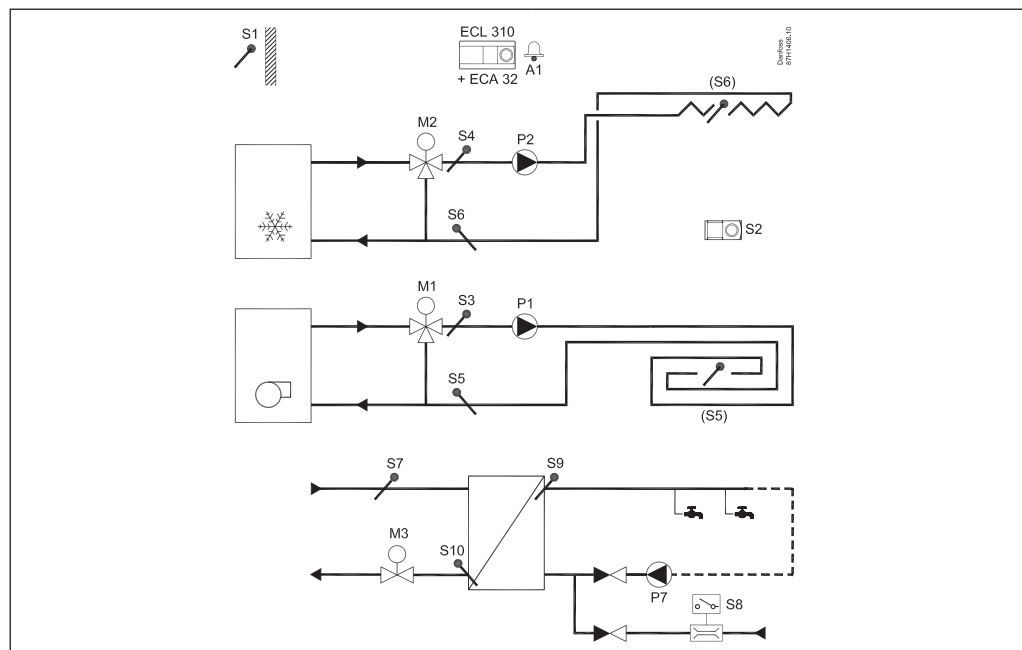 S1
ECL 310
A1
+ ECA 32
Danfoss
87H1406.10
(S6)
M2
S4
P2
S6
S2
M1
S3
P1
S5
(S5)
S7
S9
M3
S10
P7
S8